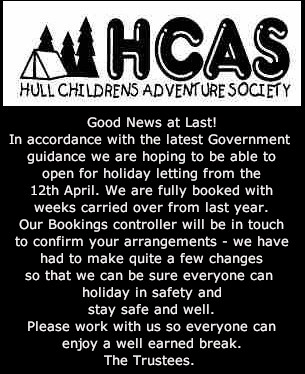 HCAS
HULL CHILDRENS ADVENTURE SOCIETY
Good News at Last!
In accordance with the latest Government
guidance we are hoping to be able to
open for holiday letting from the
12th April. We are fully booked with
weeks carried over from last year.
Our Bookings controller will be in touch
to confirm your arrangements - we have
had to make quite a few changes
so that we can be sure everyone can
holiday in safety and
stay safe and well.
Please work with us so everyone can
enjoy a well earned break.
The Trustees.